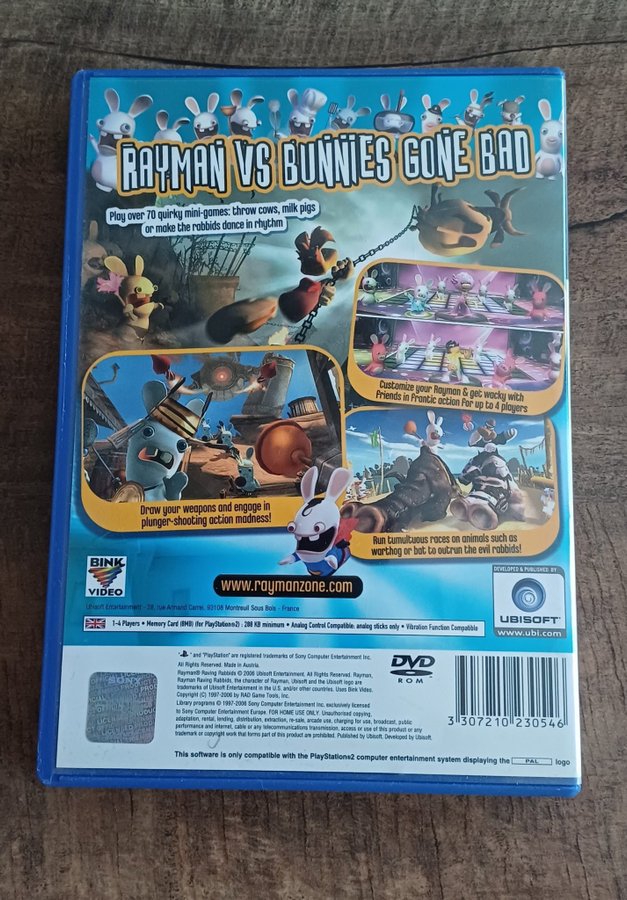 RAYMAN VS BUNNIES GONE BAD
Play over 70 quirky mini-games: throw cows, milk pigs
or make the rabbids dance in rhythm
Customize your Rayman & get wacky with
friends in frantic action for up to 4 players
Draw your weapons and engage in
plunger-shooting action madness!
Run tumultuous races on animals such as
warthog or bat to outrun the evil rabbids!
BINK
VIDEO
www.raymanzone.com
DEVELOPED & PUBLISHED BY
UBISOFT
www.ubi.com
Ubisoft Entertainment - 28, rue Armand Carrel, 93108 Montreuil Sous Bois - France
1-4 Players • Memory Card (8MB) (for PlayStation®2) : 288 KB minimum • Analog Control Compatible: analog sticks only • Vibration Function Compatible
" and "PlayStation" are registered trademarks of Sony Computer Entertainment Inc.
All Rights Reserved. Made in Austria.
Rayman® Raving Rabbids © 2006 Ubisoft Entertainment. All Rights Reserved. Rayman,
Rayman Raving Rabbids, the character of Rayman, Ubisoft and the Ubisoft logo are
trademarks of Ubisoft Entertainment in the U.S. and/or other countries. Uses Bink Video.
Copyright (C) 1997-2006 by RAD Game Tools, Inc.
Library programs © 1997-2006 Sony Computer Entertainment Inc. exclusively licensed
to Sony Computer Entertainment Europe. FOR HOME USE ONLY. Unauthorised copying,
adaptation, rental, lending, distribution, extraction, re-sale, arcade use, charging for use, broadcast, public
performance and internet, cable or any telecommunications transmission, access or use of this product or any
trademark or copyright work that forms part of this product are prohibited. Published by Ubisoft. Developed by Ubisoft.
SONY
DVD
ROM
3 307210 230546
This software is only compatible with the PlayStation®2 computer entertainment system displaying the PAL logo